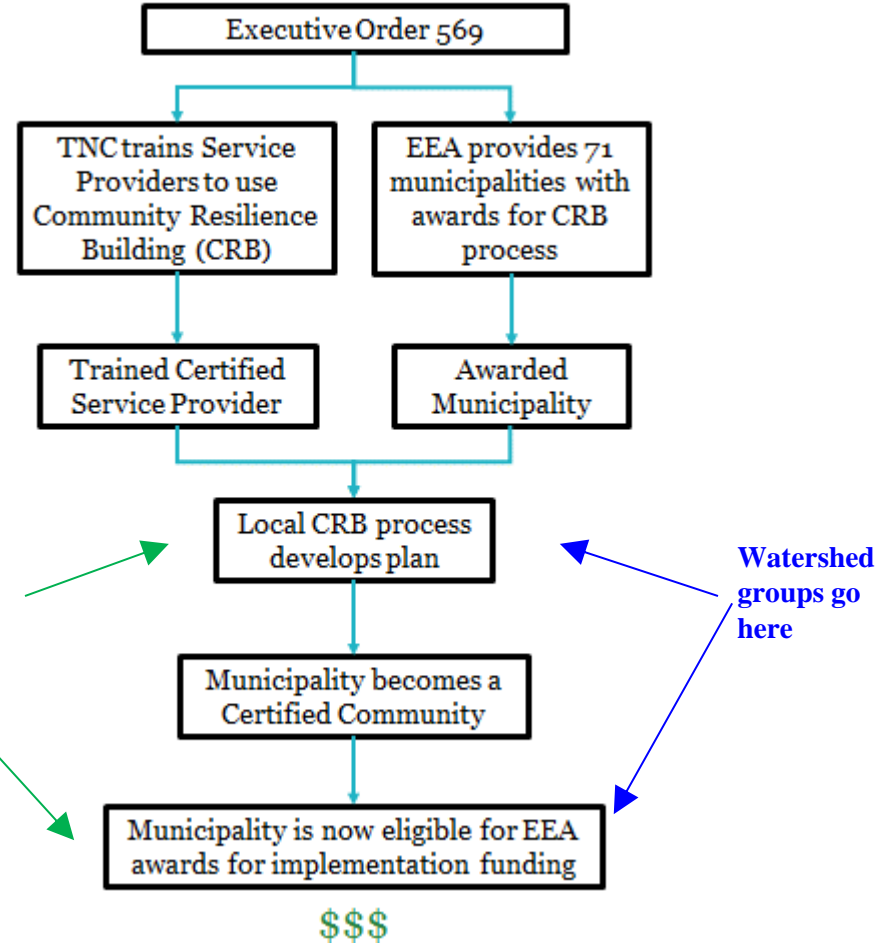 Executive Order 569
TNC trains Service
Providers to use
Community Resilience
Building (CRB)
EEA provides 71
municipalities with
awards for CRB
process
Trained Certified
Service Provider
Awarded
Municipality
Local CRB process
develops plan
Watershed
groups go
here
Municipality becomes a
Certified Community
Municipality is now eligible for EEA
awards for implementation funding
$$$